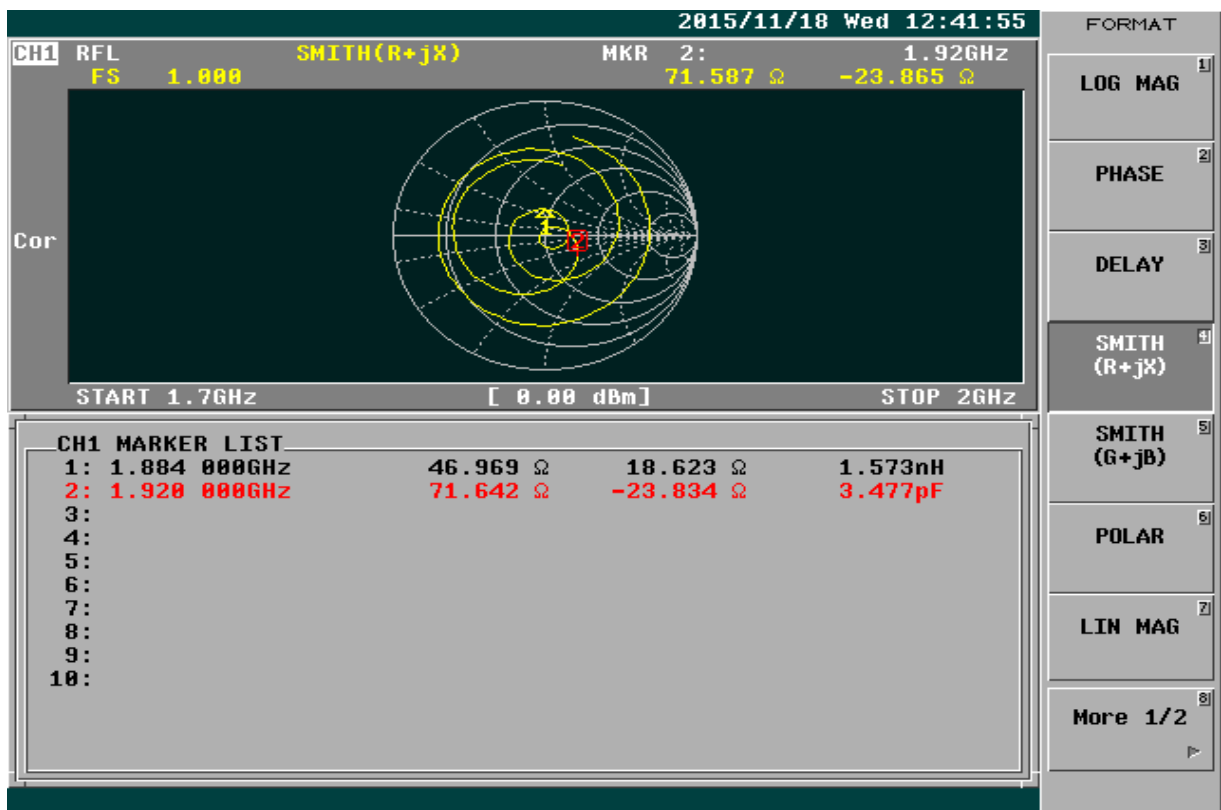 2015/11/18 Wed 12:41:55
CH1 RFL SMITH(R+jX) MKR 2: 1.92GHz
FS 1.000 71.587 Ω -23.865 Ω
2
1
2
Cor
START 1.7GHz [ 0.00 dBm] STOP 2GHz
CH1 MARKER LIST
1: 1.884 000GHz 46.969 Ω 18.623 Ω 1.573nH
2: 1.920 000GHz 71.642 Ω -23.834 Ω 3.477pF
3:
4:
5:
6:
7:
8:
9:
10:
FORMAT
1
LOG MAG
2
PHASE
3
DELAY
4
SMITH
(R+jX)
5
SMITH
(G+jB)
6
POLAR
7
LIN MAG
8
More 1/2